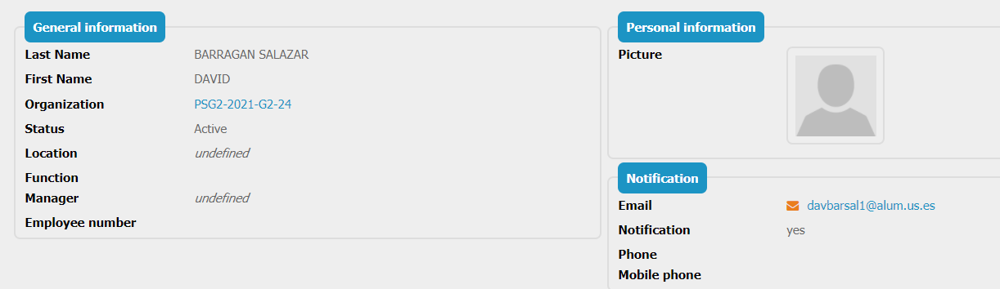 General information
Last Name BARRAGAN SALAZAR
First Name DAVID
Organization PSG2-2021-G2-24
Status Active
Location undefined
Function
Manager undefined
Employee number
Personal information
Picture
Notification
Email davbarsal1@alum.us.es
Notification yes
Phone
Mobile phone